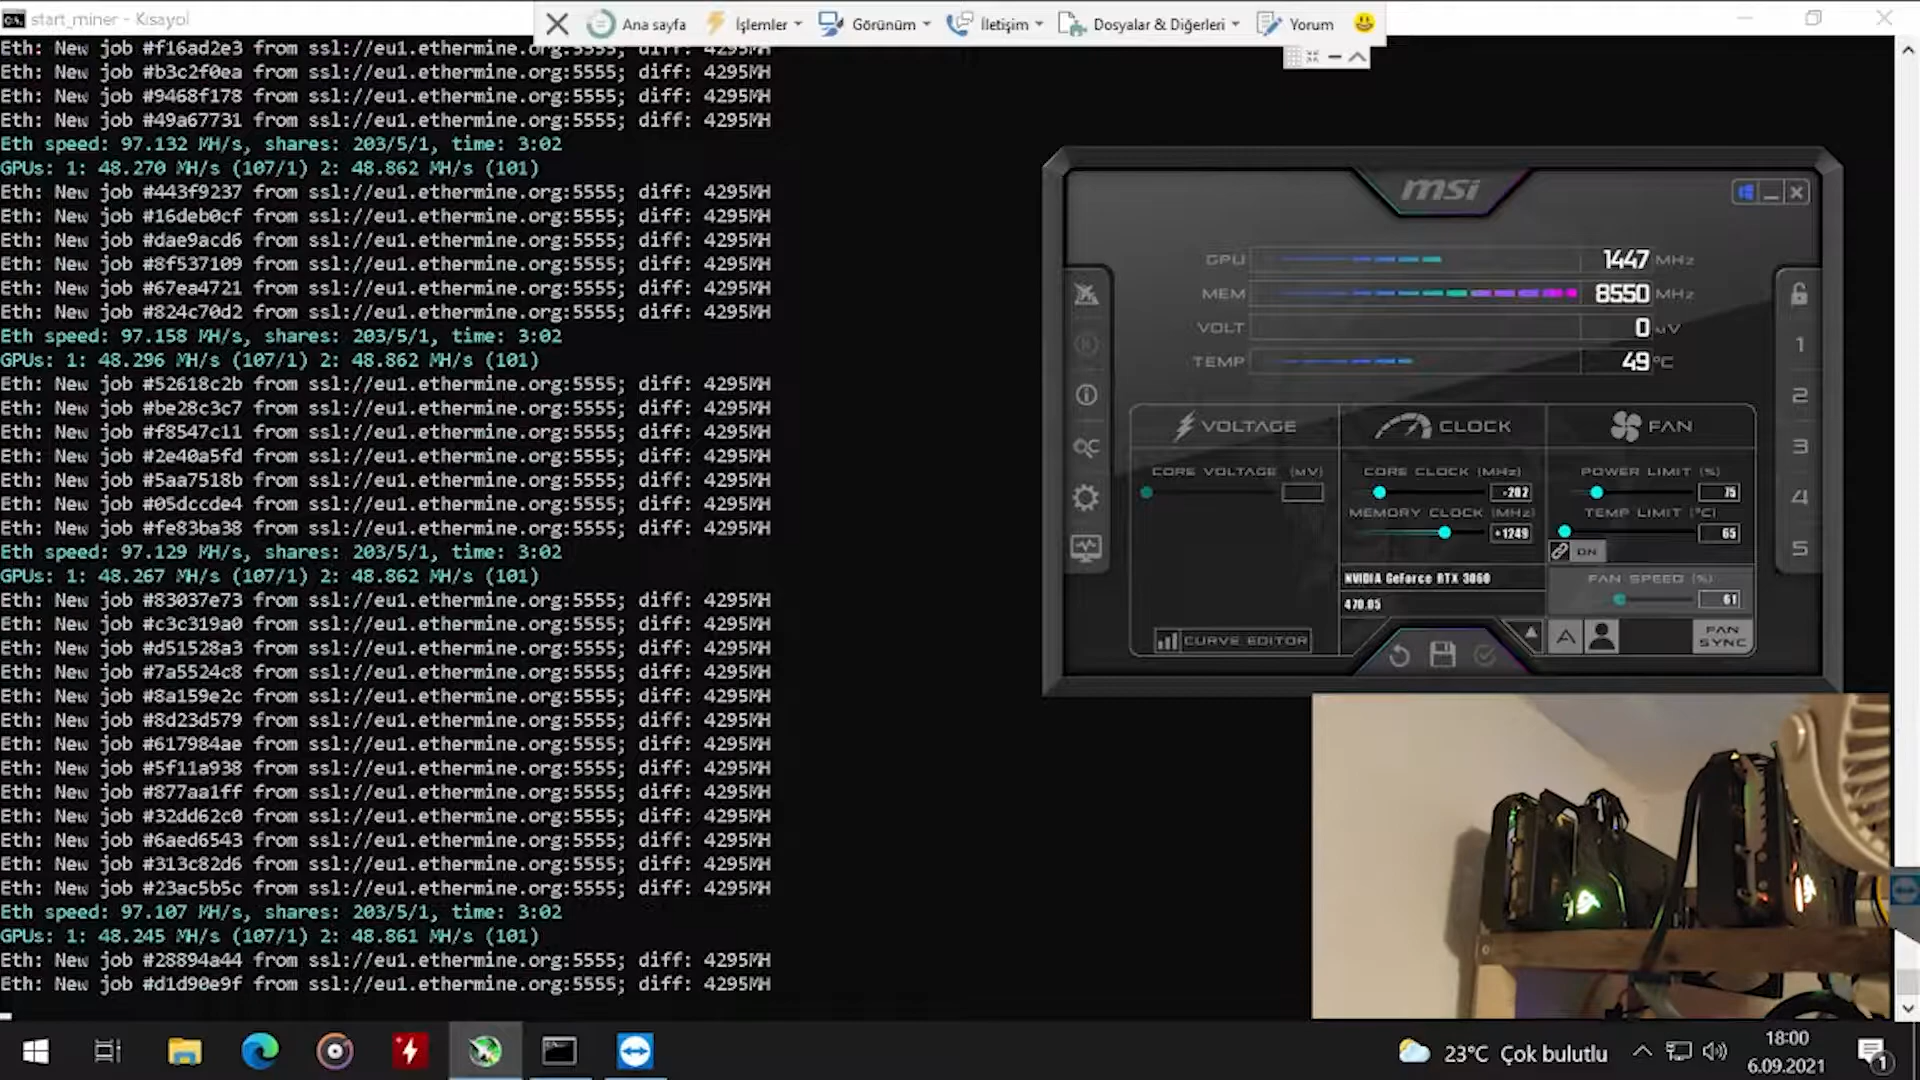 start_miner - Kısayol
Ana sayfa İşlemler Görünüm İletişim Dosyalar & Diğerleri Yorum
Eth: New job #f16ad2e3 from ssl://eu1.ethermine.org:5555; diff: 4295MH
Eth: New job #b3c2f0ea from ssl://eu1.ethermine.org:5555; diff: 4295MH
Eth: New job #9468f178 from ssl://eu1.ethermine.org:5555; diff: 4295MH
Eth: New job #49a67731 from ssl://eu1.ethermine.org:5555; diff: 4295MH
Eth speed: 97.132 MH/s, shares: 203/5/1, time: 3:02
GPUs: 1: 48.270 MH/s (107/1) 2: 48.862 MH/s (101)
Eth: New job #443f9237 from ssl://eu1.ethermine.org:5555; diff: 4295MH
Eth: New job #16deb0cf from ssl://eu1.ethermine.org:5555; diff: 4295MH
Eth: New job #dae9acd6 from ssl://eu1.ethermine.org:5555; diff: 4295MH
Eth: New job #8f537109 from ssl://eu1.ethermine.org:5555; diff: 4295MH
Eth: New job #67ea4721 from ssl://eu1.ethermine.org:5555; diff: 4295MH
Eth: New job #824c70d2 from ssl://eu1.ethermine.org:5555; diff: 4295MH
Eth speed: 97.158 MH/s, shares: 203/5/1, time: 3:02
GPUs: 1: 48.296 MH/s (107/1) 2: 48.862 MH/s (101)
Eth: New job #52618c2b from ssl://eu1.ethermine.org:5555; diff: 4295MH
Eth: New job #be28c3c7 from ssl://eu1.ethermine.org:5555; diff: 4295MH
Eth: New job #f8547c11 from ssl://eu1.ethermine.org:5555; diff: 4295MH
Eth: New job #2e40a5fd from ssl://eu1.ethermine.org:5555; diff: 4295MH
Eth: New job #5aa7518b from ssl://eu1.ethermine.org:5555; diff: 4295MH
Eth: New job #05dccde4 from ssl://eu1.ethermine.org:5555; diff: 4295MH
Eth: New job #fe83ba38 from ssl://eu1.ethermine.org:5555; diff: 4295MH
Eth speed: 97.129 MH/s, shares: 203/5/1, time: 3:02
GPUs: 1: 48.267 MH/s (107/1) 2: 48.862 MH/s (101)
Eth: New job #83037e73 from ssl://eu1.ethermine.org:5555; diff: 4295MH
Eth: New job #c3c319a0 from ssl://eu1.ethermine.org:5555; diff: 4295MH
Eth: New job #d51528a3 from ssl://eu1.ethermine.org:5555; diff: 4295MH
Eth: New job #7a5524c8 from ssl://eu1.ethermine.org:5555; diff: 4295MH
Eth: New job #8a159e2c from ssl://eu1.ethermine.org:5555; diff: 4295MH
Eth: New job #8d23d579 from ssl://eu1.ethermine.org:5555; diff: 4295MH
Eth: New job #617984ae from ssl://eu1.ethermine.org:5555; diff: 4295MH
Eth: New job #5f11a938 from ssl://eu1.ethermine.org:5555; diff: 4295MH
Eth: New job #877aa1ff from ssl://eu1.ethermine.org:5555; diff: 4295MH
Eth: New job #32dd62c0 from ssl://eu1.ethermine.org:5555; diff: 4295MH
Eth: New job #6aed6543 from ssl://eu1.ethermine.org:5555; diff: 4295MH
Eth: New job #313c82d6 from ssl://eu1.ethermine.org:5555; diff: 4295MH
Eth: New job #23ac5b5c from ssl://eu1.ethermine.org:5555; diff: 4295MH
Eth speed: 97.107 MH/s, shares: 203/5/1, time: 3:02
GPUs: 1: 48.245 MH/s (107/1) 2: 48.861 MH/s (101)
Eth: New job #28894a44 from ssl://eu1.ethermine.org:5555; diff: 4295MH
Eth: New job #d1d90e9f from ssl://eu1.ethermine.org:5555; diff: 4295MH
msi
GPU 1447 MHz
MEM 8550 MHz
VOLT 0 mV
TEMP 49 °C
VOLTAGE
CORE VOLTAGE (MV)
CURVE EDITOR
CLOCK
CORE CLOCK (MHz)
-202
MEMORY CLOCK (MHz)
+1249
NVIDIA GeForce RTX 3060
470.05
FAN
POWER LIMIT (%)
75
TEMP LIMIT (°C)
65
ON
FAN SPEED (%)
61
A
FAN SYNC
OC
1
2
3
4
5
23°C Çok bulutlu
18:00
6.09.2021
1